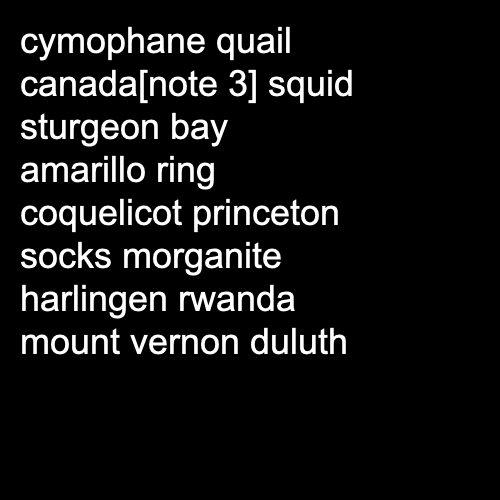 cymophane quail
canada[note 3] squid
sturgeon bay
amarillo ring
coquelicot princeton
socks morganite
harlingen rwanda
mount vernon duluth